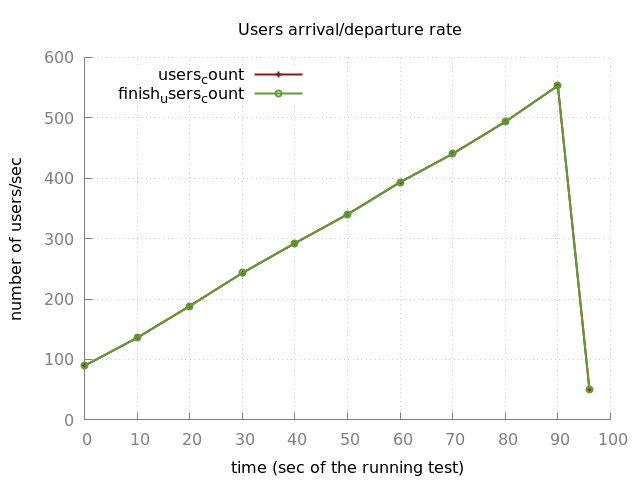 Users arrival/departure rate
600
users_count
finish_users_count
500
400
300
200
100
0
number of users/sec
0 10 20 30 40 50 60 70 80 90 100
time (sec of the running test)